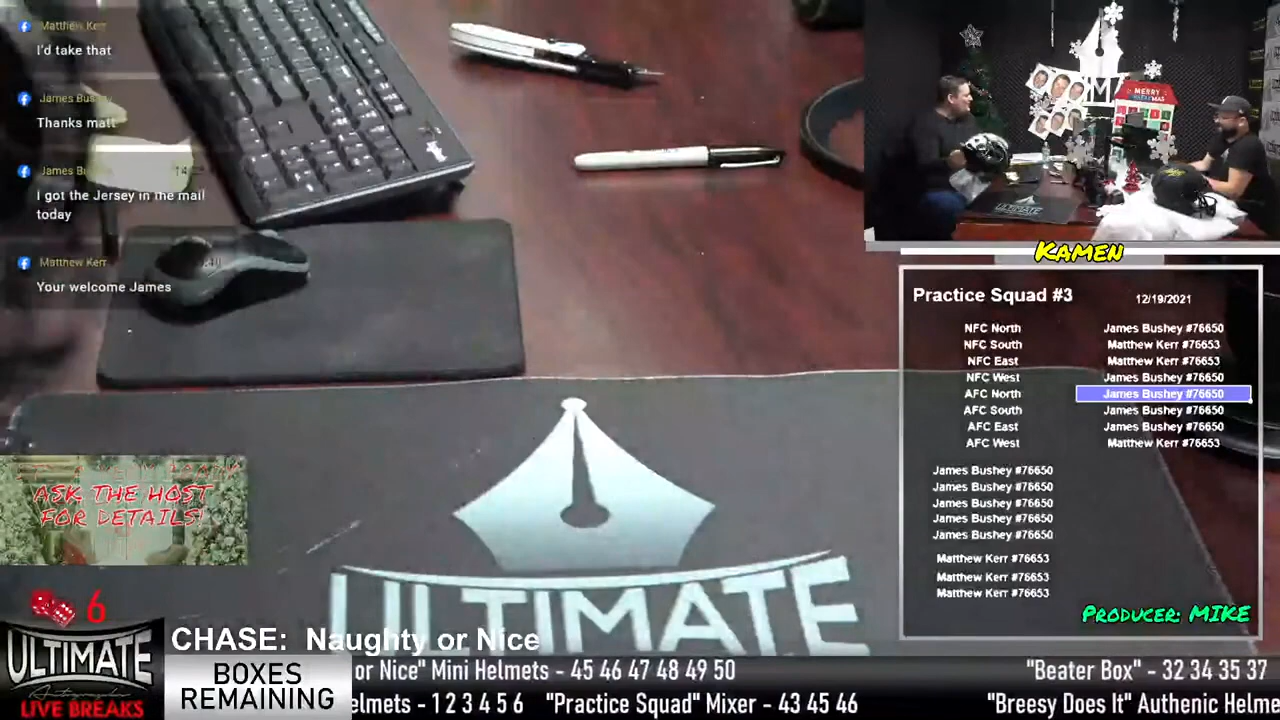 Matthew Kerr
I'd take that
James Bushey
Thanks matt
James Bu
I got the Jersey in the mail
today
Matthew Kerr
Your welcome James
MERRY
KAMEN
Practice Squad #3
12/19/2021
NFC North James Bushey #76650
NFC South Matthew Kerr #76653
NFC East Matthew Kerr #76653
NFC West James Bushey #76650
AFC North James Bushey #76650
AFC South James Bushey #76650
AFC East James Bushey #76650
AFC West Matthew Kerr #76653
James Bushey #76650
James Bushey #76650
James Bushey #76650
James Bushey #76650
James Bushey #76650
Matthew Kerr #76653
Matthew Kerr #76653
Matthew Kerr #76653
PRODUCER: MIKE
ASK THE HOST
FOR DETAILS!
ULTIMATE
ULTIMATE
6
ULTIMATE
Autographs
LIVE BREAKS
CHASE: Naughty or Nice
BOXES
REMAINING
or Nice" Mini Helmets - 45 46 47 48 49 50 "Beater Box" - 32 34 35 37
elmets - 1 2 3 4 5 6 "Practice Squad" Mixer - 43 45 46 "Breesy Does It" Authenic Helme